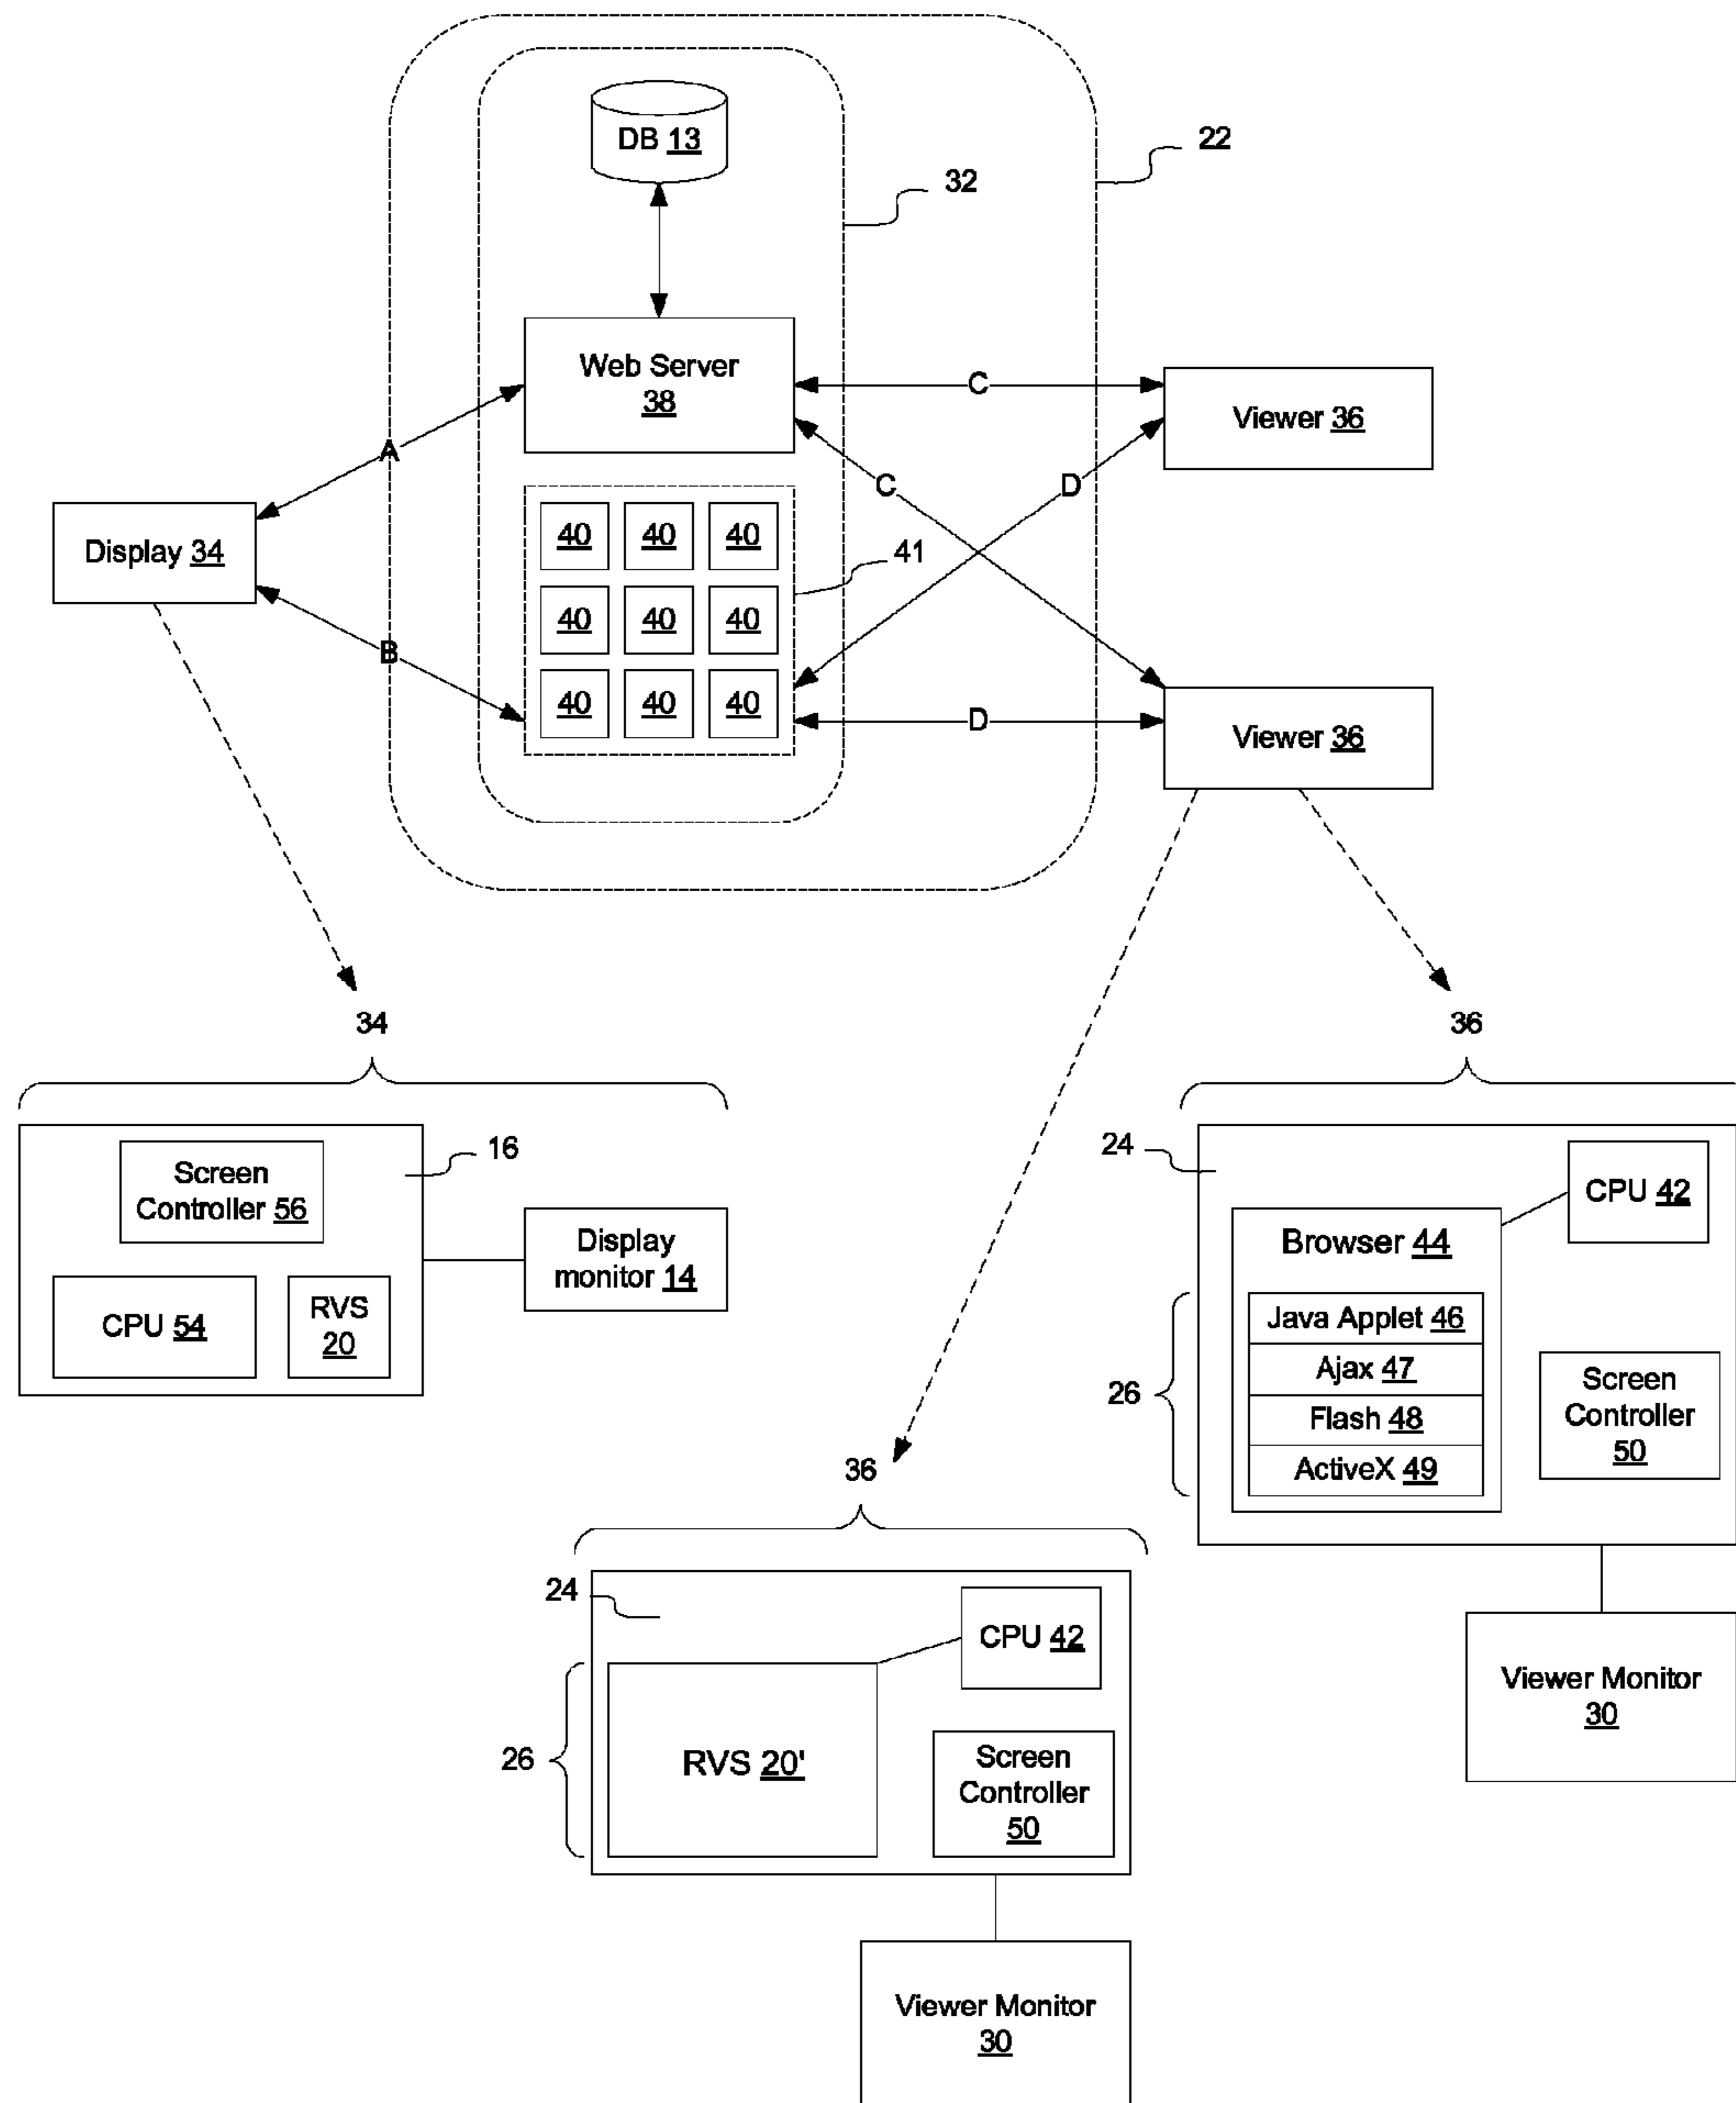 DB 13
22
32
Web Server
38
C
Viewer 36
A
C
D
Display 34
40 40 40
41
40 40 40
B
40 40 40
D
Viewer 36
34
36
16
24
Screen
Controller 56
CPU 42
Display
monitor 14
Browser 44
CPU 54
RVS
20
Java Applet 46
Ajax 47
Flash 48
ActiveX 49
26
Screen
Controller
50
36
24
CPU 42
Viewer Monitor
30
26
RVS 20'
Screen
Controller
50
Viewer Monitor
30